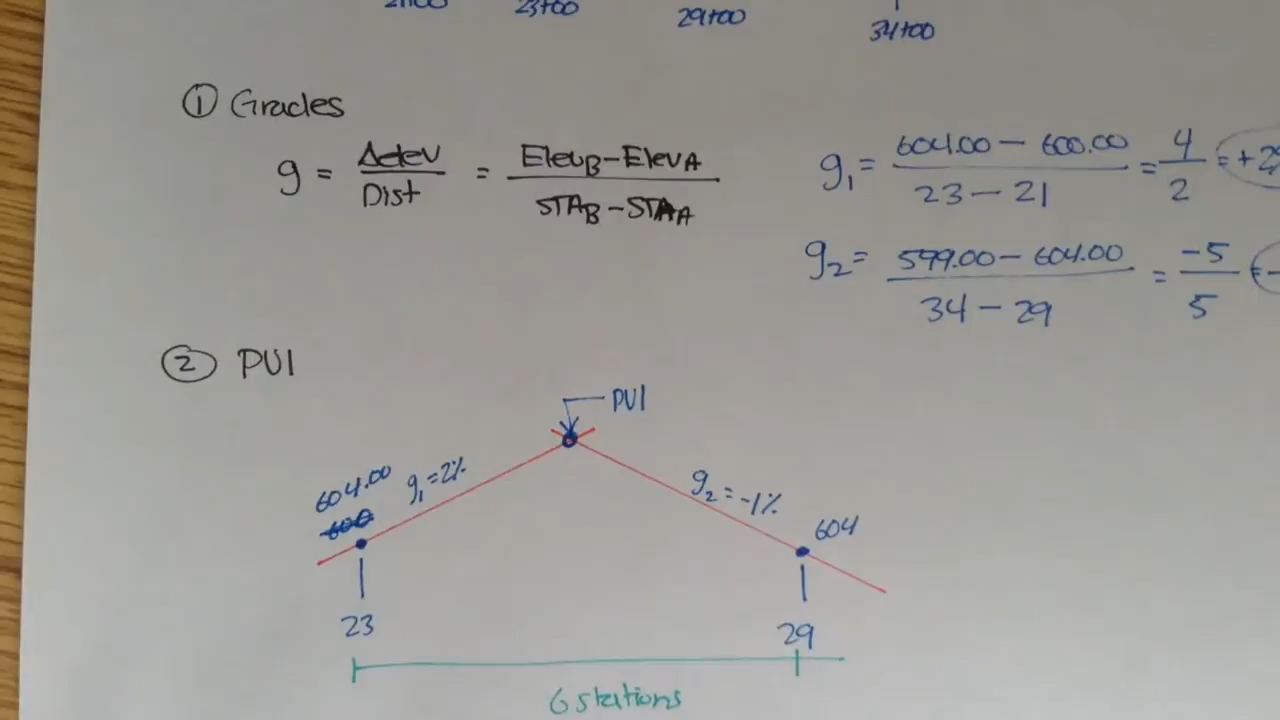 23+00
29+00
34+00
① Grades
g = Δelev / Dist = ElevB - ElevA / STAB - STAA
g1 = 604.00 - 600.00 / 23 - 21 = 4 / 2 = +2
g2 = 599.00 - 604.00 / 34 - 29 = -5 / 5 = -
② PVI
PVI
604.00
600
g1 = 2%
g2 = -1%
604
23
29
6 stations